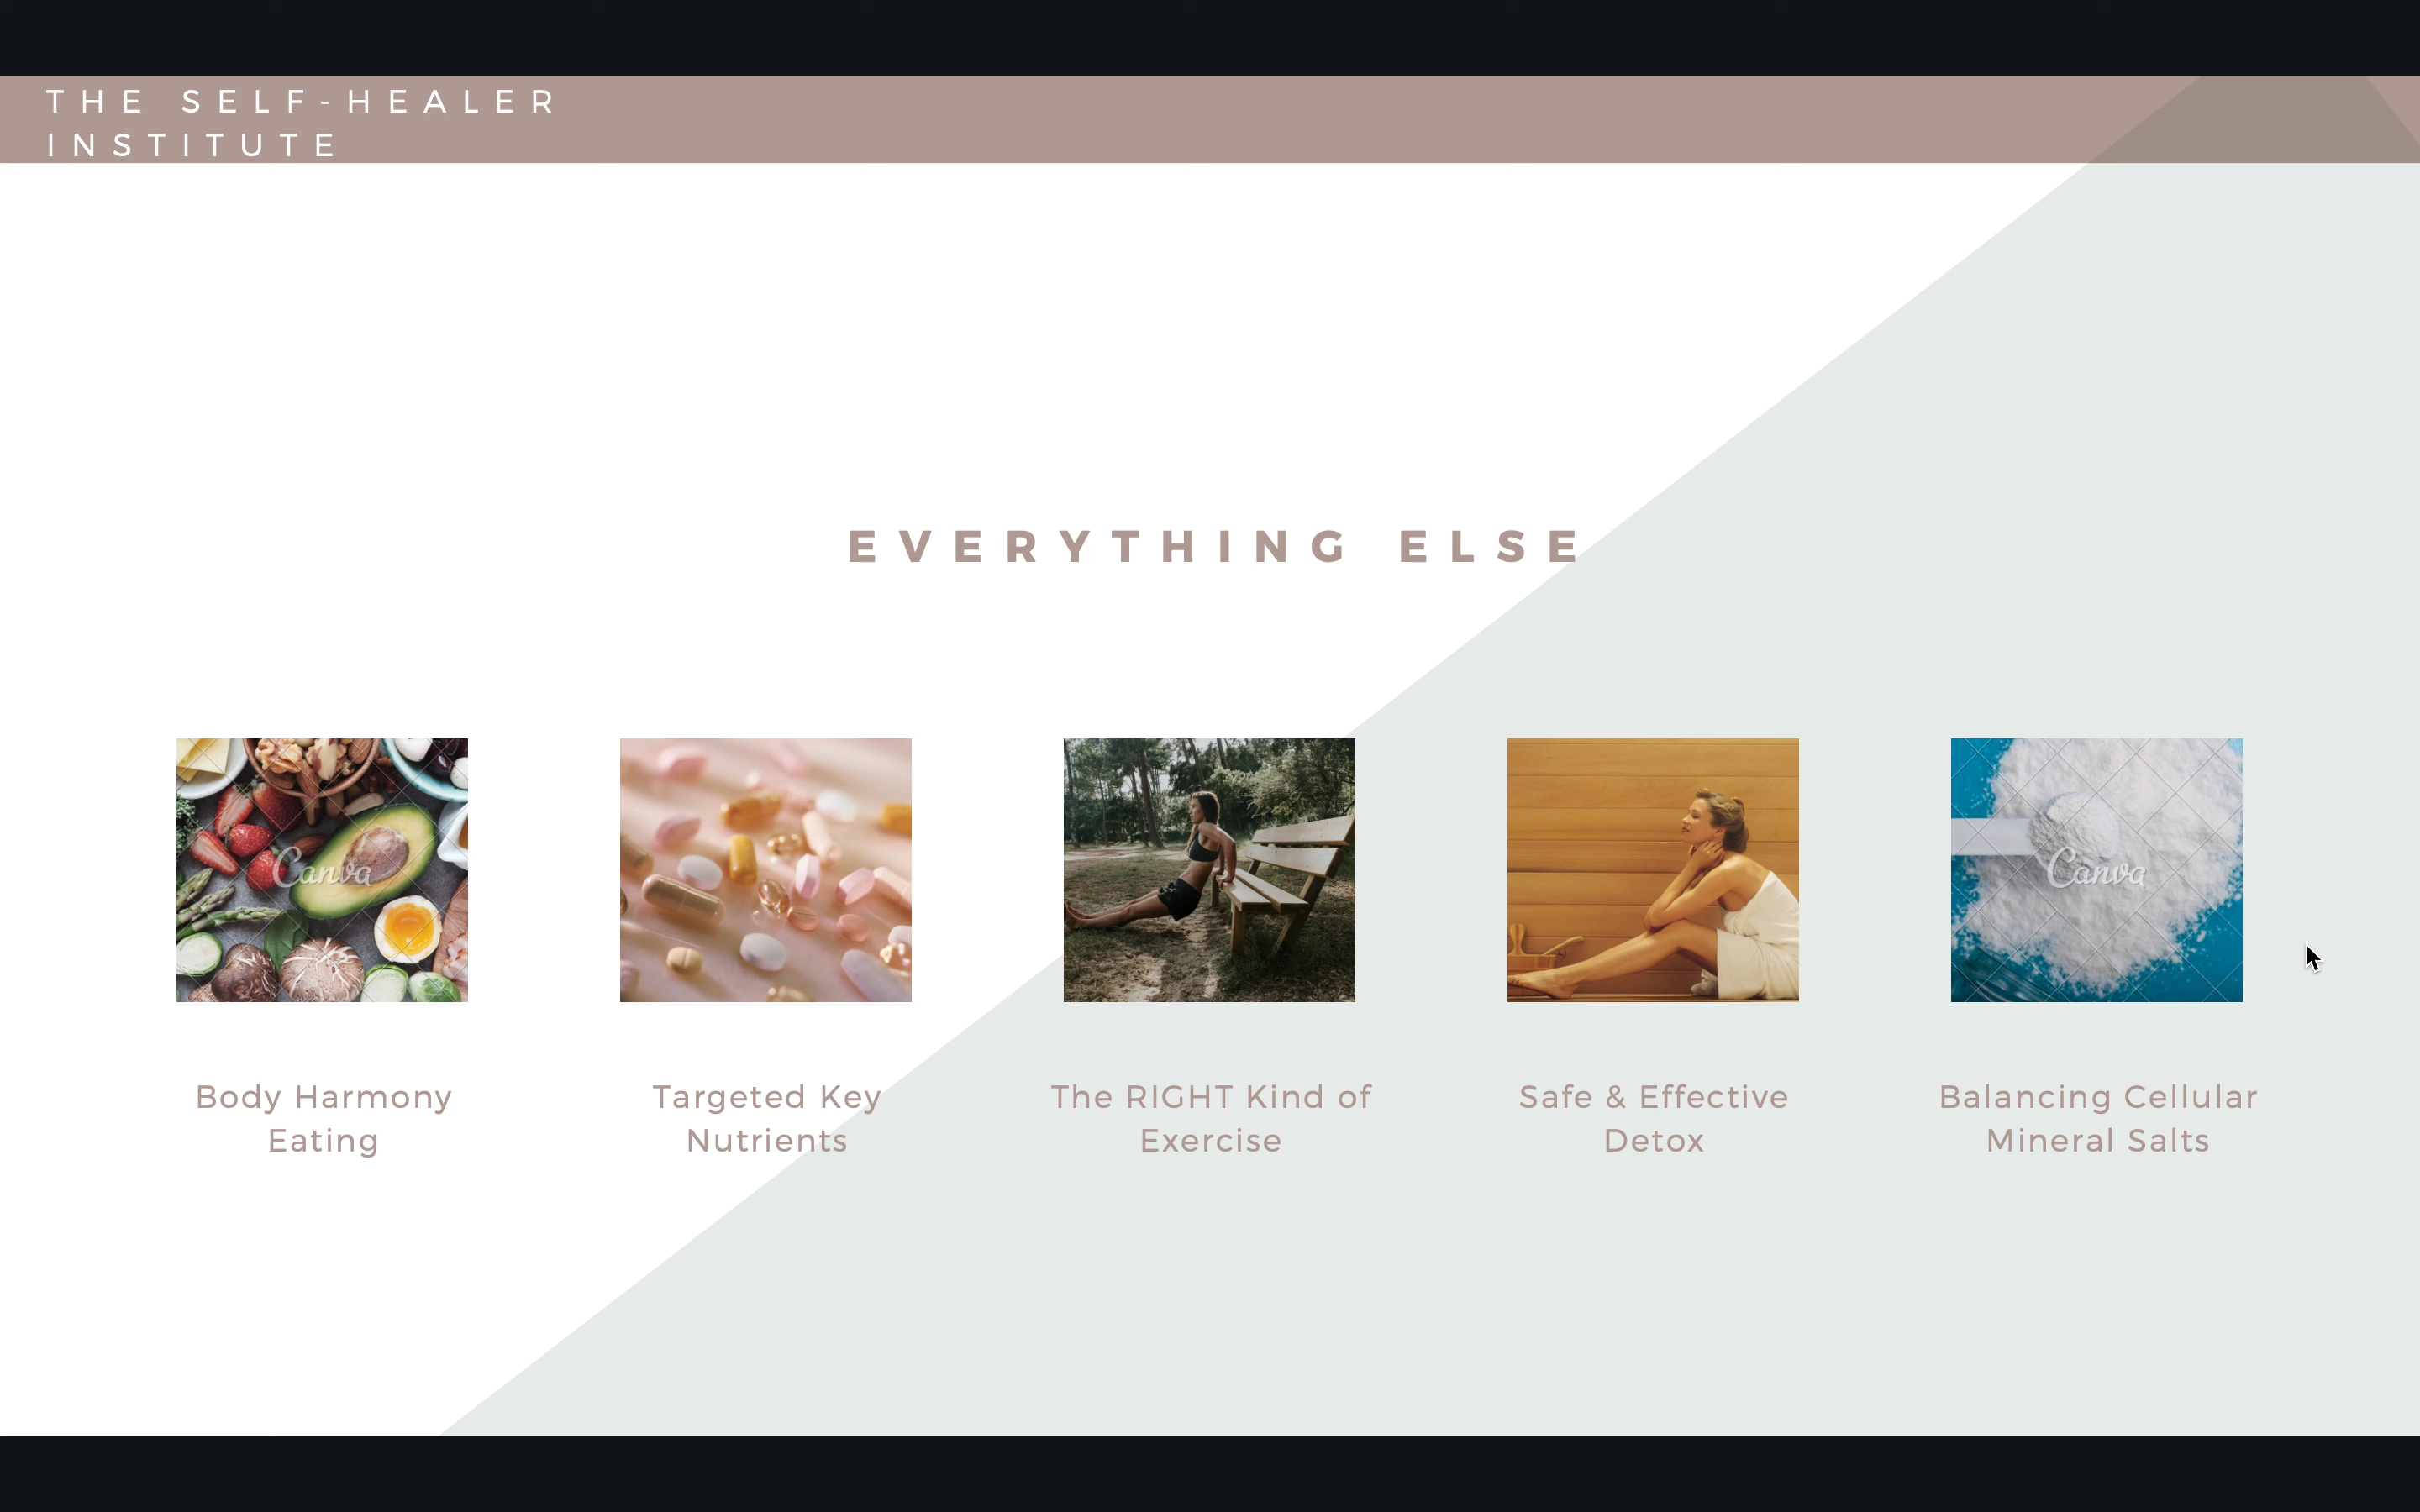 THE SELF-HEALER
INSTITUTE
EVERYTHING ELSE
Canva
Canva
Body Harmony
Eating
Targeted Key
Nutrients
The RIGHT Kind of
Exercise
Safe & Effective
Detox
Balancing Cellular
Mineral Salts